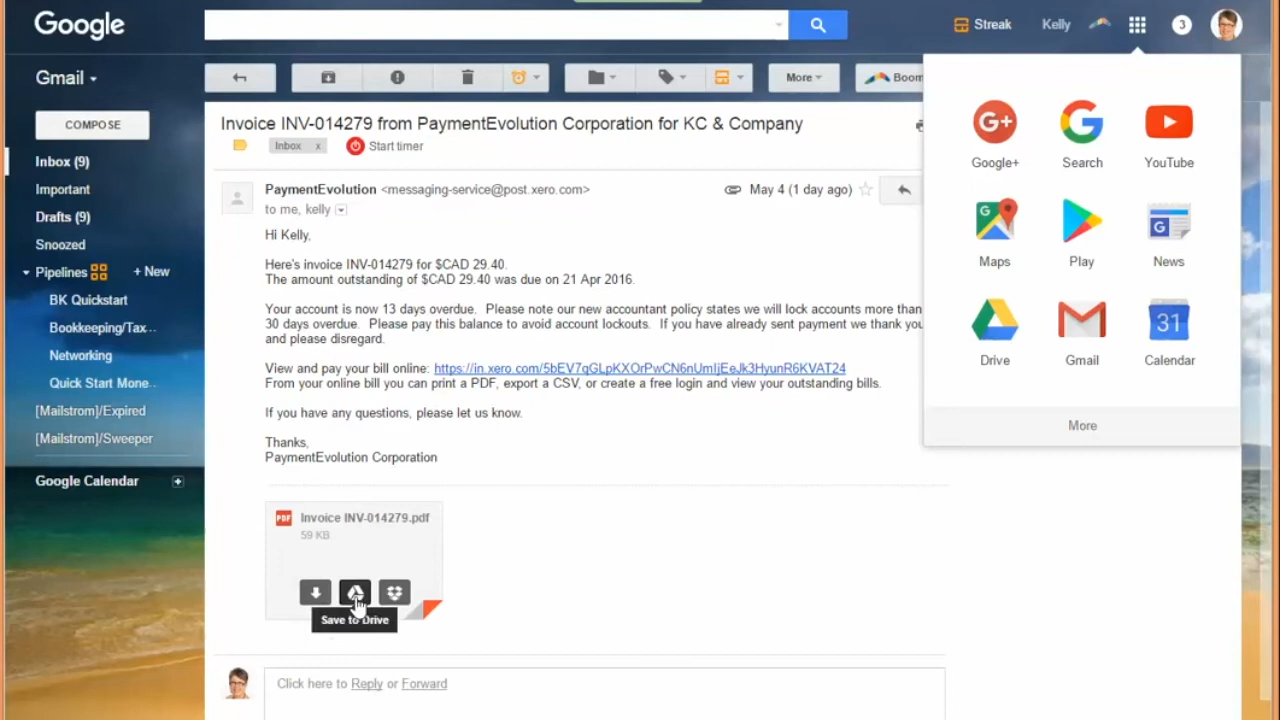 Google
Streak
Kelly
3
Gmail
More
Boom
COMPOSE
Inbox (9)
Important
Drafts (9)
Snoozed
Pipelines
+ New
BK Quickstart
Bookkeeping/Tax...
Networking
Quick Start Mone..
[Mailstrom]/Expired
[Mailstrom]/Sweeper
Google Calendar
Invoice INV-014279 from PaymentEvolution Corporation for KC & Company
Inbox x
Start timer
PaymentEvolution <messaging-service@post.xero.com>
May 4 (1 day ago)
to me, kelly
Hi Kelly,
Here's invoice INV-014279 for $CAD 29.40.
The amount outstanding of $CAD 29.40 was due on 21 Apr 2016.
Your account is now 13 days overdue. Please note our new accountant policy states we will lock accounts more than
30 days overdue. Please pay this balance to avoid account lockouts. If you have already sent payment we thank you
and please disregard.
View and pay your bill online: https://in.xero.com/5bEV7qGLpKXOrPwCN6nUmIjEeJk3HyunR6KVAT24
From your online bill you can print a PDF, export a CSV, or create a free login and view your outstanding bills.
If you have any questions, please let us know.
Thanks,
PaymentEvolution Corporation
PDF
Invoice INV-014279.pdf
59 KB
Save to Drive
Click here to Reply or Forward
G+
G
Google+
Search
YouTube
G
G
Maps
Play
News
31
Drive
Gmail
Calendar
More